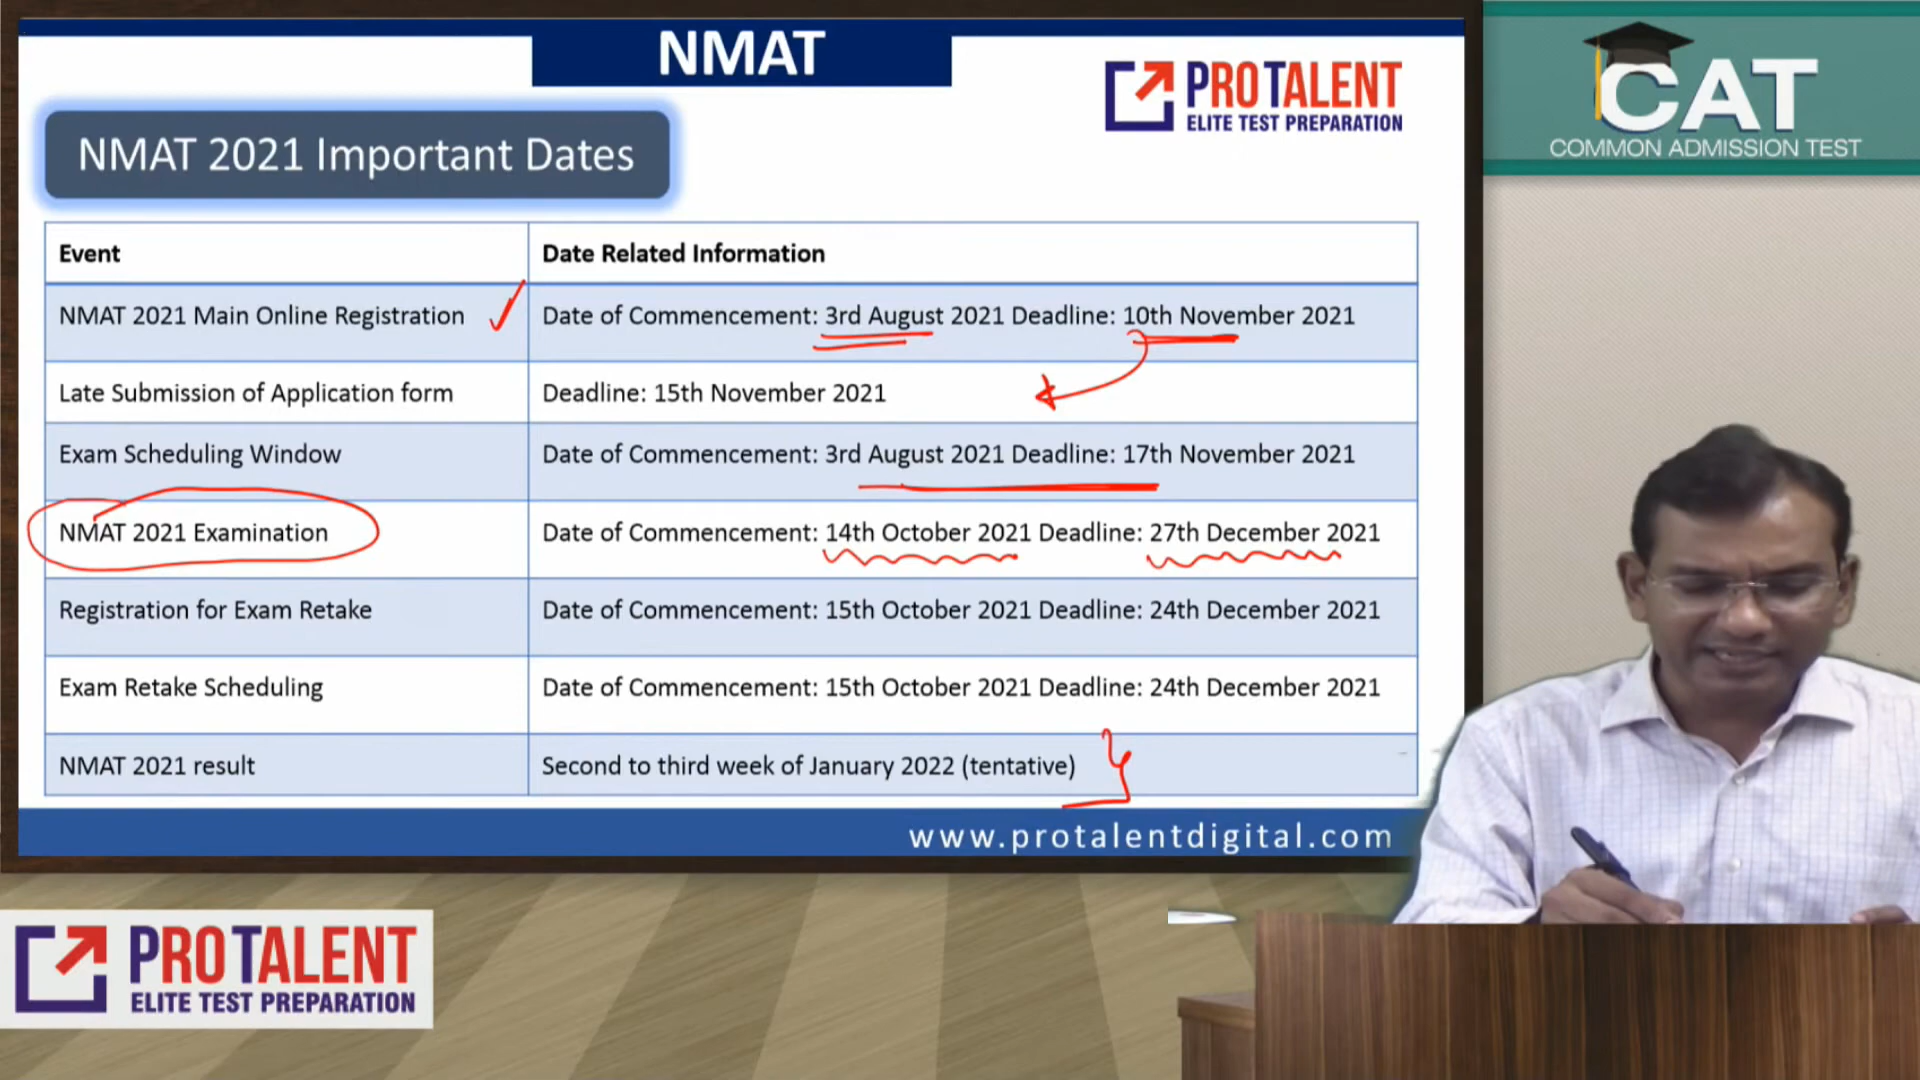 NMAT
PROTALENT
ELITE TEST PREPARATION
CAT
COMMON ADMISSION TEST
NMAT 2021 Important Dates
Event Date Related Information
NMAT 2021 Main Online Registration Date of Commencement: 3rd August 2021 Deadline: 10th November 2021
Late Submission of Application form Deadline: 15th November 2021
Exam Scheduling Window Date of Commencement: 3rd August 2021 Deadline: 17th November 2021
NMAT 2021 Examination Date of Commencement: 14th October 2021 Deadline: 27th December 2021
Registration for Exam Retake Date of Commencement: 15th October 2021 Deadline: 24th December 2021
Exam Retake Scheduling Date of Commencement: 15th October 2021 Deadline: 24th December 2021
NMAT 2021 result Second to third week of January 2022 (tentative)
www.protalentdigital.com
PROTALENT
ELITE TEST PREPARATION